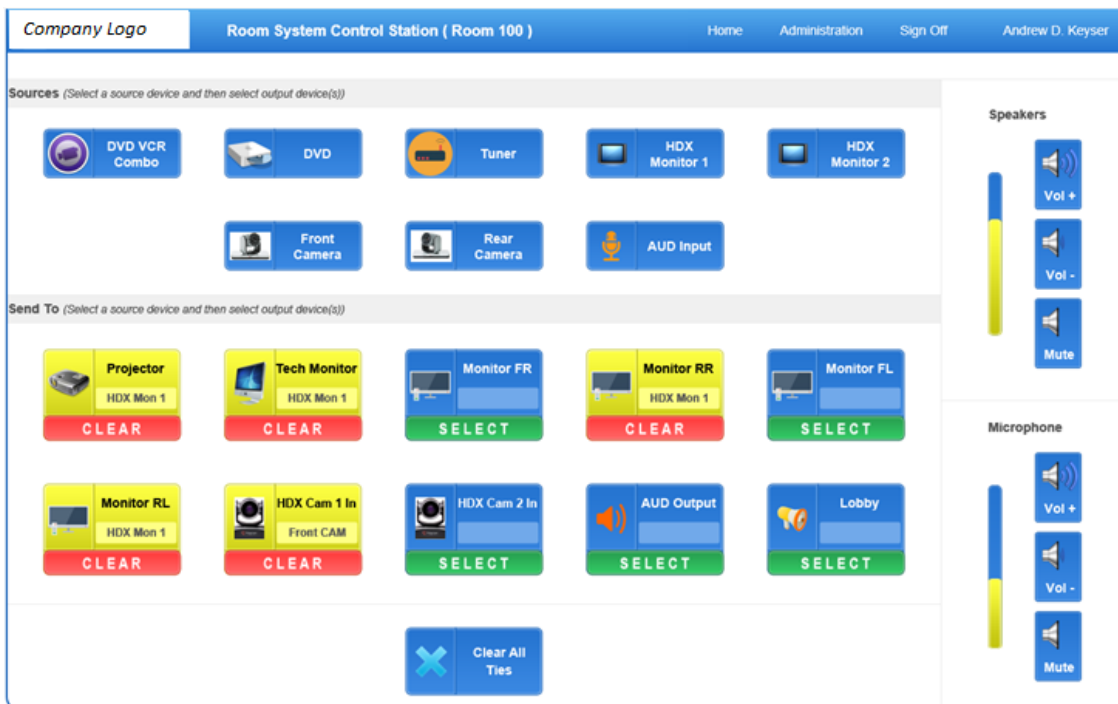 Company Logo
Room System Control Station ( Room 100 )
Home
Administration
Sign Off
Andrew D. Keyser
Sources (Select a source device and then select output device(s))
DVD VCR
Combo
DVD
Tuner
HDX
Monitor 1
HDX
Monitor 2
Front
Camera
Rear
Camera
AUD Input
Send To (Select a source device and then select output device(s))
Projector
HDX Mon 1
CLEAR
Tech Monitor
HDX Mon 1
CLEAR
Monitor FR
SELECT
Monitor RR
HDX Mon 1
CLEAR
Monitor FL
SELECT
Monitor RL
HDX Mon 1
CLEAR
HDX Cam 1 In
Front CAM
CLEAR
HDX Cam 2 In
SELECT
AUD Output
SELECT
Lobby
SELECT
Clear All
Ties
Speakers
Vol +
Vol -
Mute
Microphone
Vol +
Vol -
Mute